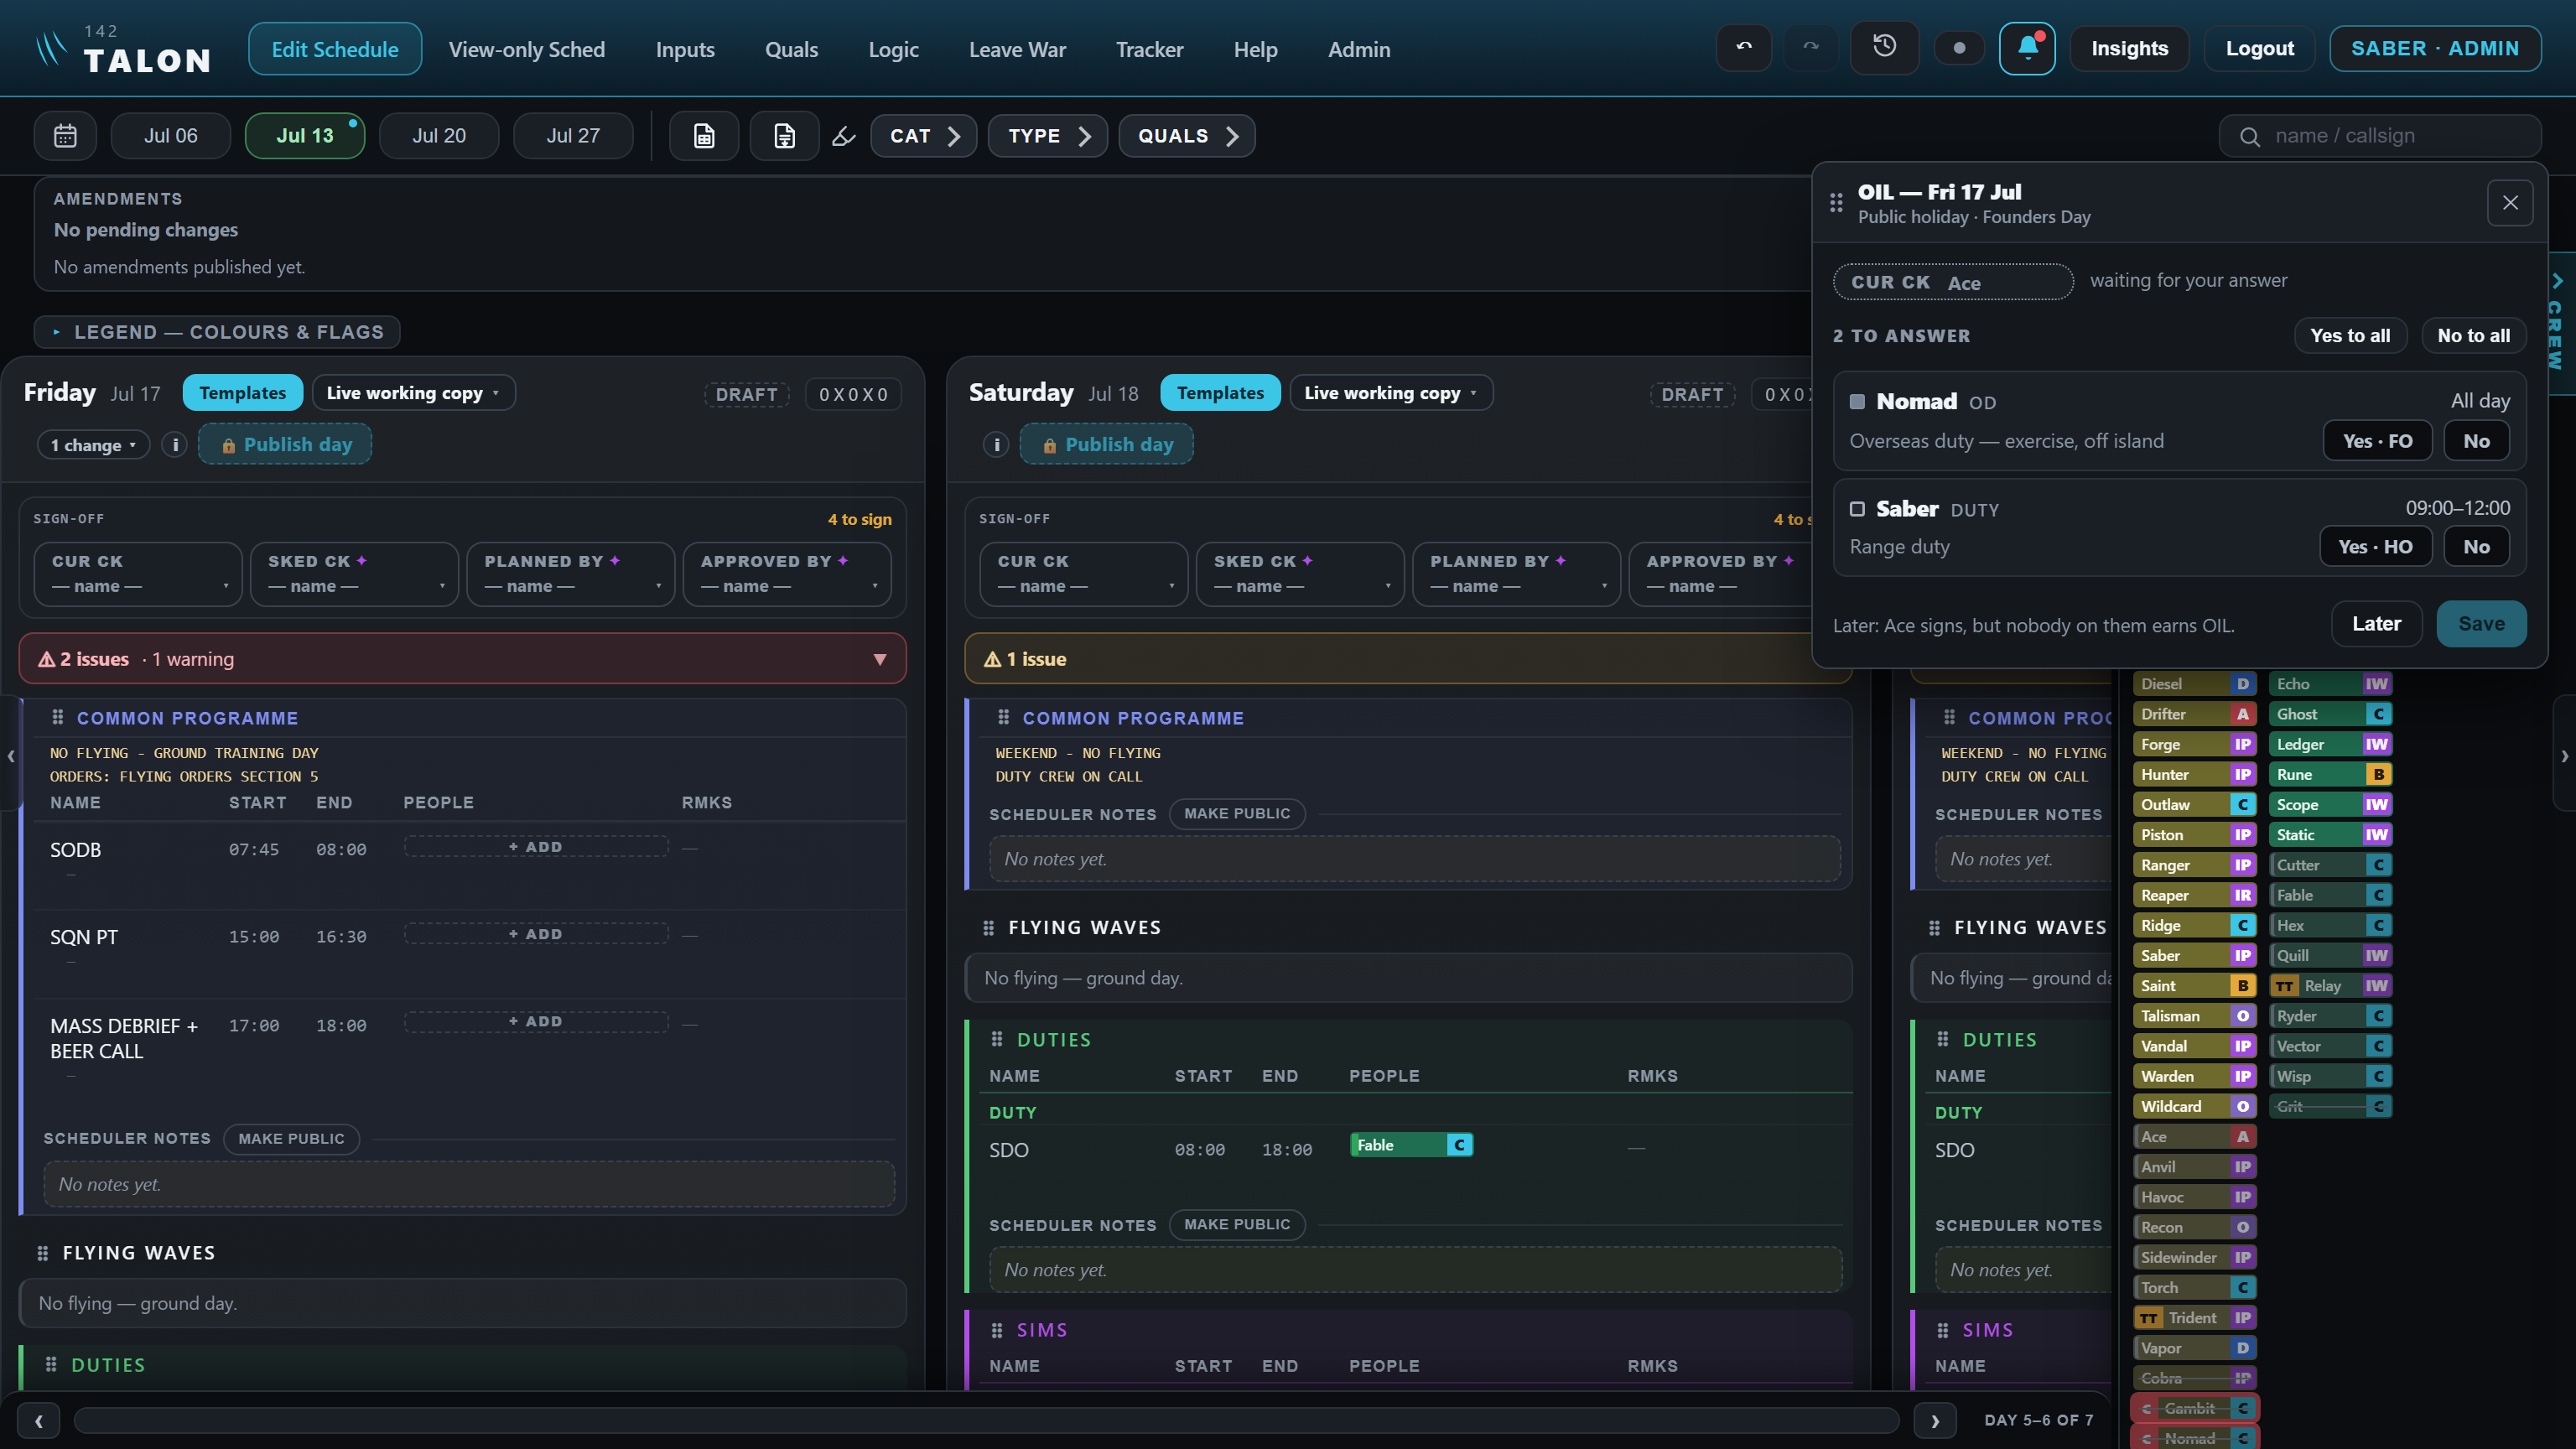 142
TALON
Edit Schedule
View-only Sched
Inputs
Quals
Logic
Leave War
Tracker
Help
Admin
Insights
Logout
SABER · ADMIN
Jul 06
Jul 13
Jul 20
Jul 27
CAT
TYPE
QUALS
name / callsign
AMENDMENTS
No pending changes
No amendments published yet.
LEGEND — COLOURS & FLAGS
OIL — Fri 17 Jul
Public holiday · Founders Day
CUR CK Ace
waiting for your answer
2 TO ANSWER
Yes to all
No to all
Nomad OD
All day
Overseas duty — exercise, off island
Yes · FO
No
Saber DUTY
09:00–12:00
Range duty
Yes · HO
No
Later: Ace signs, but nobody on them earns OIL.
Later
Save
CREW
Friday Jul 17
Templates
Live working copy
DRAFT
0 X 0 X 0
1 change
i
Publish day
SIGN-OFF
4 to sign
CUR CK
— name —
SKED CK
— name —
PLANNED BY
— name —
APPROVED BY
— name —
2 issues · 1 warning
COMMON PROGRAMME
NO FLYING - GROUND TRAINING DAY
ORDERS: FLYING ORDERS SECTION 5
NAME START END PEOPLE RMKS
SODB 07:45 08:00 + ADD —
–
SQN PT 15:00 16:30 + ADD —
–
MASS DEBRIEF + BEER CALL 17:00 18:00 + ADD —
–
SCHEDULER NOTES
MAKE PUBLIC
No notes yet.
FLYING WAVES
No flying — ground day.
DUTIES
Saturday Jul 18
Templates
Live working copy
DRAFT
0 X 0
i
Publish day
SIGN-OFF
4 to s
CUR CK
— name —
SKED CK
— name —
PLANNED BY
— name —
APPROVED BY
— name —
1 issue
COMMON PROGRAMME
WEEKEND - NO FLYING
DUTY CREW ON CALL
SCHEDULER NOTES
MAKE PUBLIC
No notes yet.
FLYING WAVES
No flying — ground day.
DUTIES
NAME START END PEOPLE RMKS
DUTY
SDO 08:00 18:00 Fable C —
SCHEDULER NOTES
MAKE PUBLIC
No notes yet.
SIMS
NAME START END PEOPLE RMKS
COMMON PROG
WEEKEND - NO FLYING
DUTY CREW ON CALL
SCHEDULER NOTES
No notes yet.
FLYING WAVES
No flying — ground da
DUTIES
NAME
DUTY
SDO
SCHEDULER NOTES
No notes yet.
SIMS
NAME
Diesel D
Drifter A
Forge IP
Hunter IP
Outlaw C
Piston IP
Ranger IP
Reaper IR
Ridge C
Saber IP
Saint B
Talisman O
Vandal IP
Warden IP
Wildcard O
Ace A
Anvil IP
Havoc IP
Recon O
Sidewinder IP
Torch C
TT Trident IP
Vapor D
Cobra IP
C Gambit C
C Nomad C
Echo IW
Ghost C
Ledger IW
Rune B
Scope IW
Static IW
Cutter C
Fable C
Hex C
Quill IW
TT Relay IW
Ryder C
Vector C
Wisp C
Grit C
DAY 5–6 OF 7